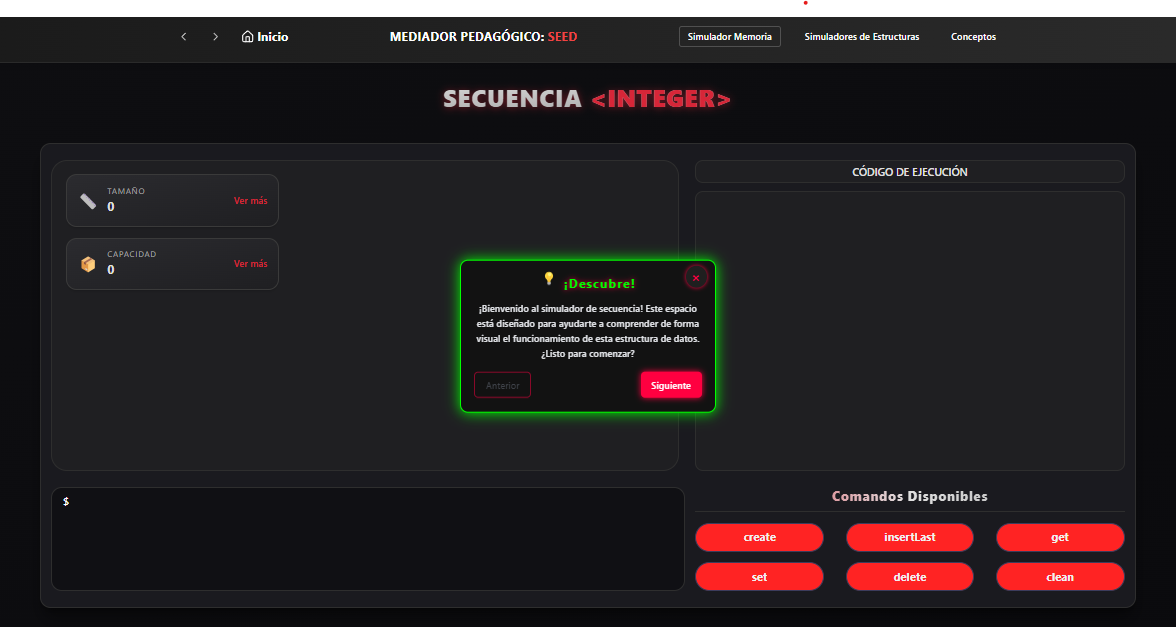 Inicio
MEDIADOR PEDAGÓGICO: SEED
Simulador Memoria
Simuladores de Estructuras
Conceptos
SECUENCIA <INTEGER>
TAMAÑO
0
Ver más
CAPACIDAD
0
Ver más
CÓDIGO DE EJECUCIÓN
¡Descubre!
¡Bienvenido al simulador de secuencia! Este espacio
está diseñado para ayudarte a comprender de forma
visual el funcionamiento de esta estructura de datos.
¿Listo para comenzar?
Anterior
Siguiente
$
Comandos Disponibles
create
insertLast
get
set
delete
clean